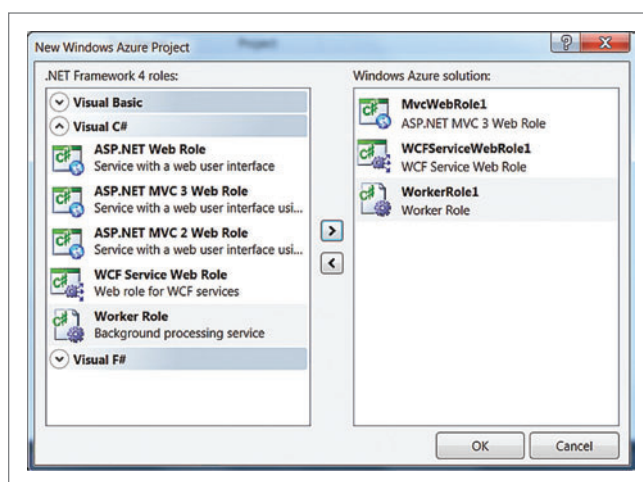 New Windows Azure Project
Project
.NET Framework 4 roles:
Visual Basic
Visual C#
ASP.NET Web Role
Service with a web user interface
ASP.NET MVC 3 Web Role
Service with a web user interface usi...
ASP.NET MVC 2 Web Role
Service with a web user interface usi...
WCF Service Web Role
Web role for WCF services
Worker Role
Background processing service
Visual F#
Windows Azure solution:
MvcWebRole1
ASP.NET MVC 3 Web Role
WCFServiceWebRole1
WCF Service Web Role
WorkerRole1
Worker Role
OK
Cancel